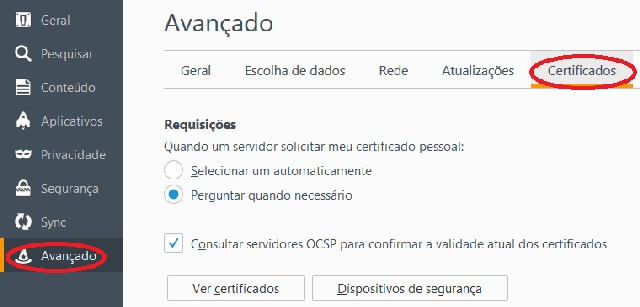 Geral
Pesquisar
Conteúdo
Aplicativos
Privacidade
Segurança
Sync
Avançado
Avançado
Geral Escolha de dados Rede Atualizações Certificados
Requisições
Quando um servidor solicitar meu certificado pessoal:
Selecionar um automaticamente
Perguntar quando necessário
Consultar servidores OCSP para confirmar a validade atual dos certificados
Ver certificados Dispositivos de segurança